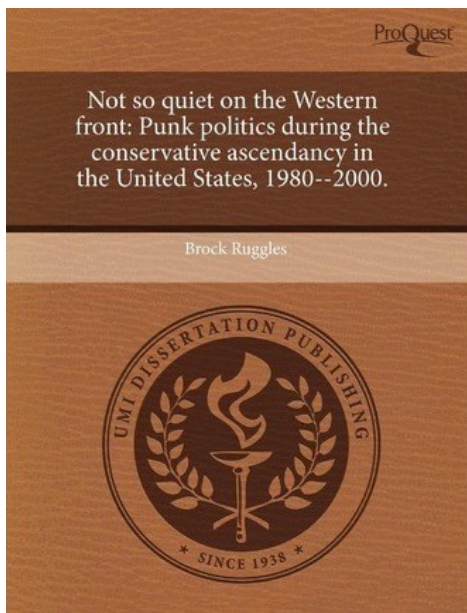 ProQuest
Not so quiet on the Western
front: Punk politics during the
conservative ascendancy in
the United States, 1980--2000.
Brock Ruggles
UMI DISSERTATION PUBLISHING
* SINCE 1938 *